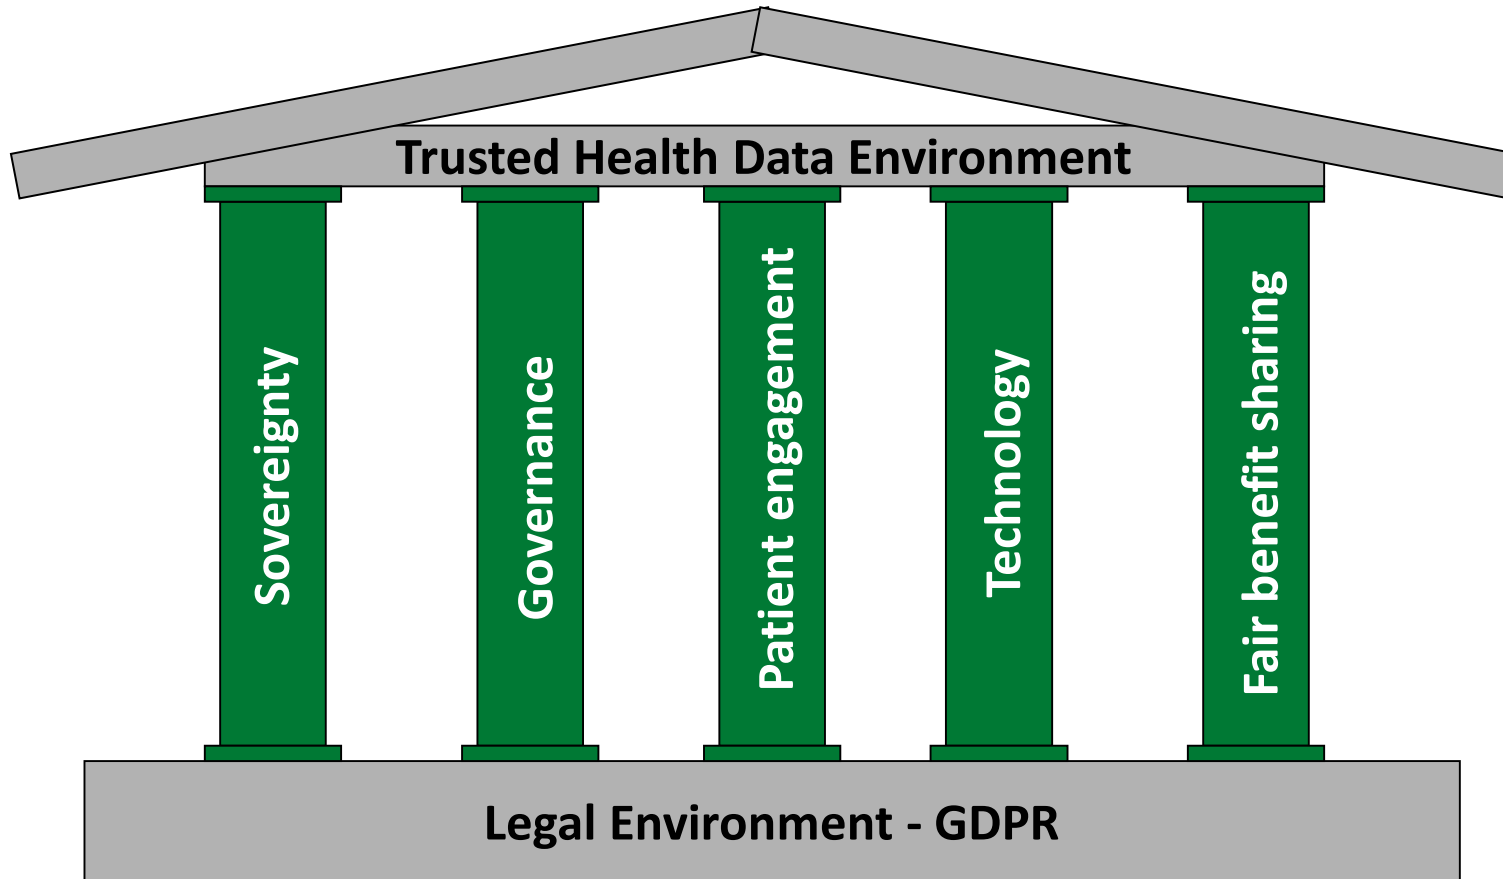 Trusted Health Data Environment
Sovereignty
Governance
Patient engagement
Technology
Fair benefit sharing
Legal Environment - GDPR